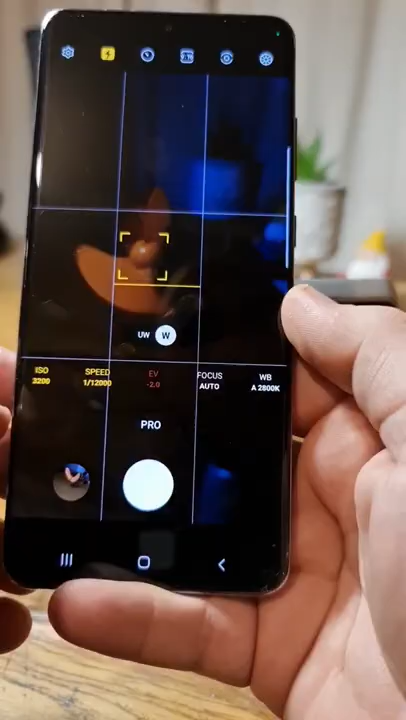 UW W
ISO SPEED EV FOCUS WB
3200 1/12000 -2.0 AUTO A 2800K
PRO